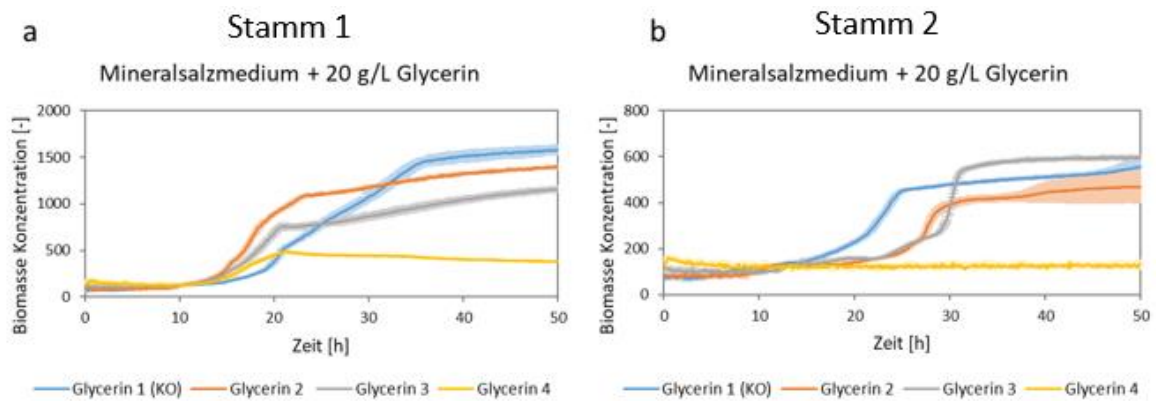 a
Stamm 1
Mineralsalzmedium + 20 g/L Glycerin
Biomasse Konzentration [-]
2000
1500
1000
500
0
0 10 20 30 40 50
Zeit [h]
Glycerin 1 (KO) Glycerin 2 Glycerin 3 Glycerin 4
b
Stamm 2
Mineralsalzmedium + 20 g/L Glycerin
Biomasse Konzentration [-]
800
600
400
200
0
0 10 20 30 40 50
Zeit [h]
Glycerin 1 (KO) Glycerin 2 Glycerin 3 Glycerin 4